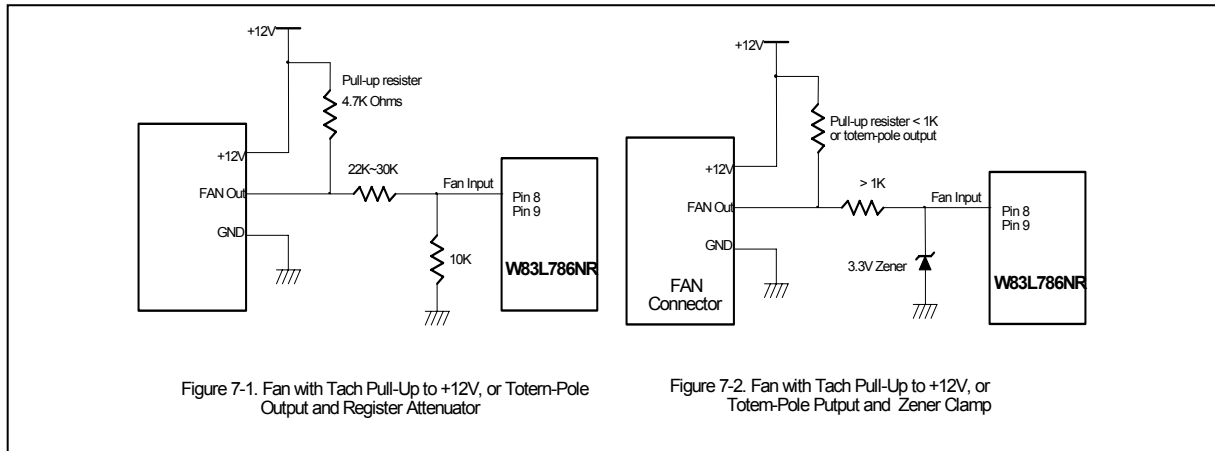 +12V
Pull-up resister
4.7K Ohms
+12V
FAN Out
GND
22K~30K
10K
Fan Input
Pin 8
Pin 9
W83L786NR
Figure 7-1. Fan with Tach Pull-Up to +12V, or Totem-Pole
Output and Register Attenuator
+12V
Pull-up resister < 1K
or totem-pole output
+12V
FAN Out
GND
FAN
Connector
> 1K
3.3V Zener
Fan Input
Pin 8
Pin 9
W83L786NR
Figure 7-2. Fan with Tach Pull-Up to +12V, or
Totem-Pole Putput and Zener Clamp